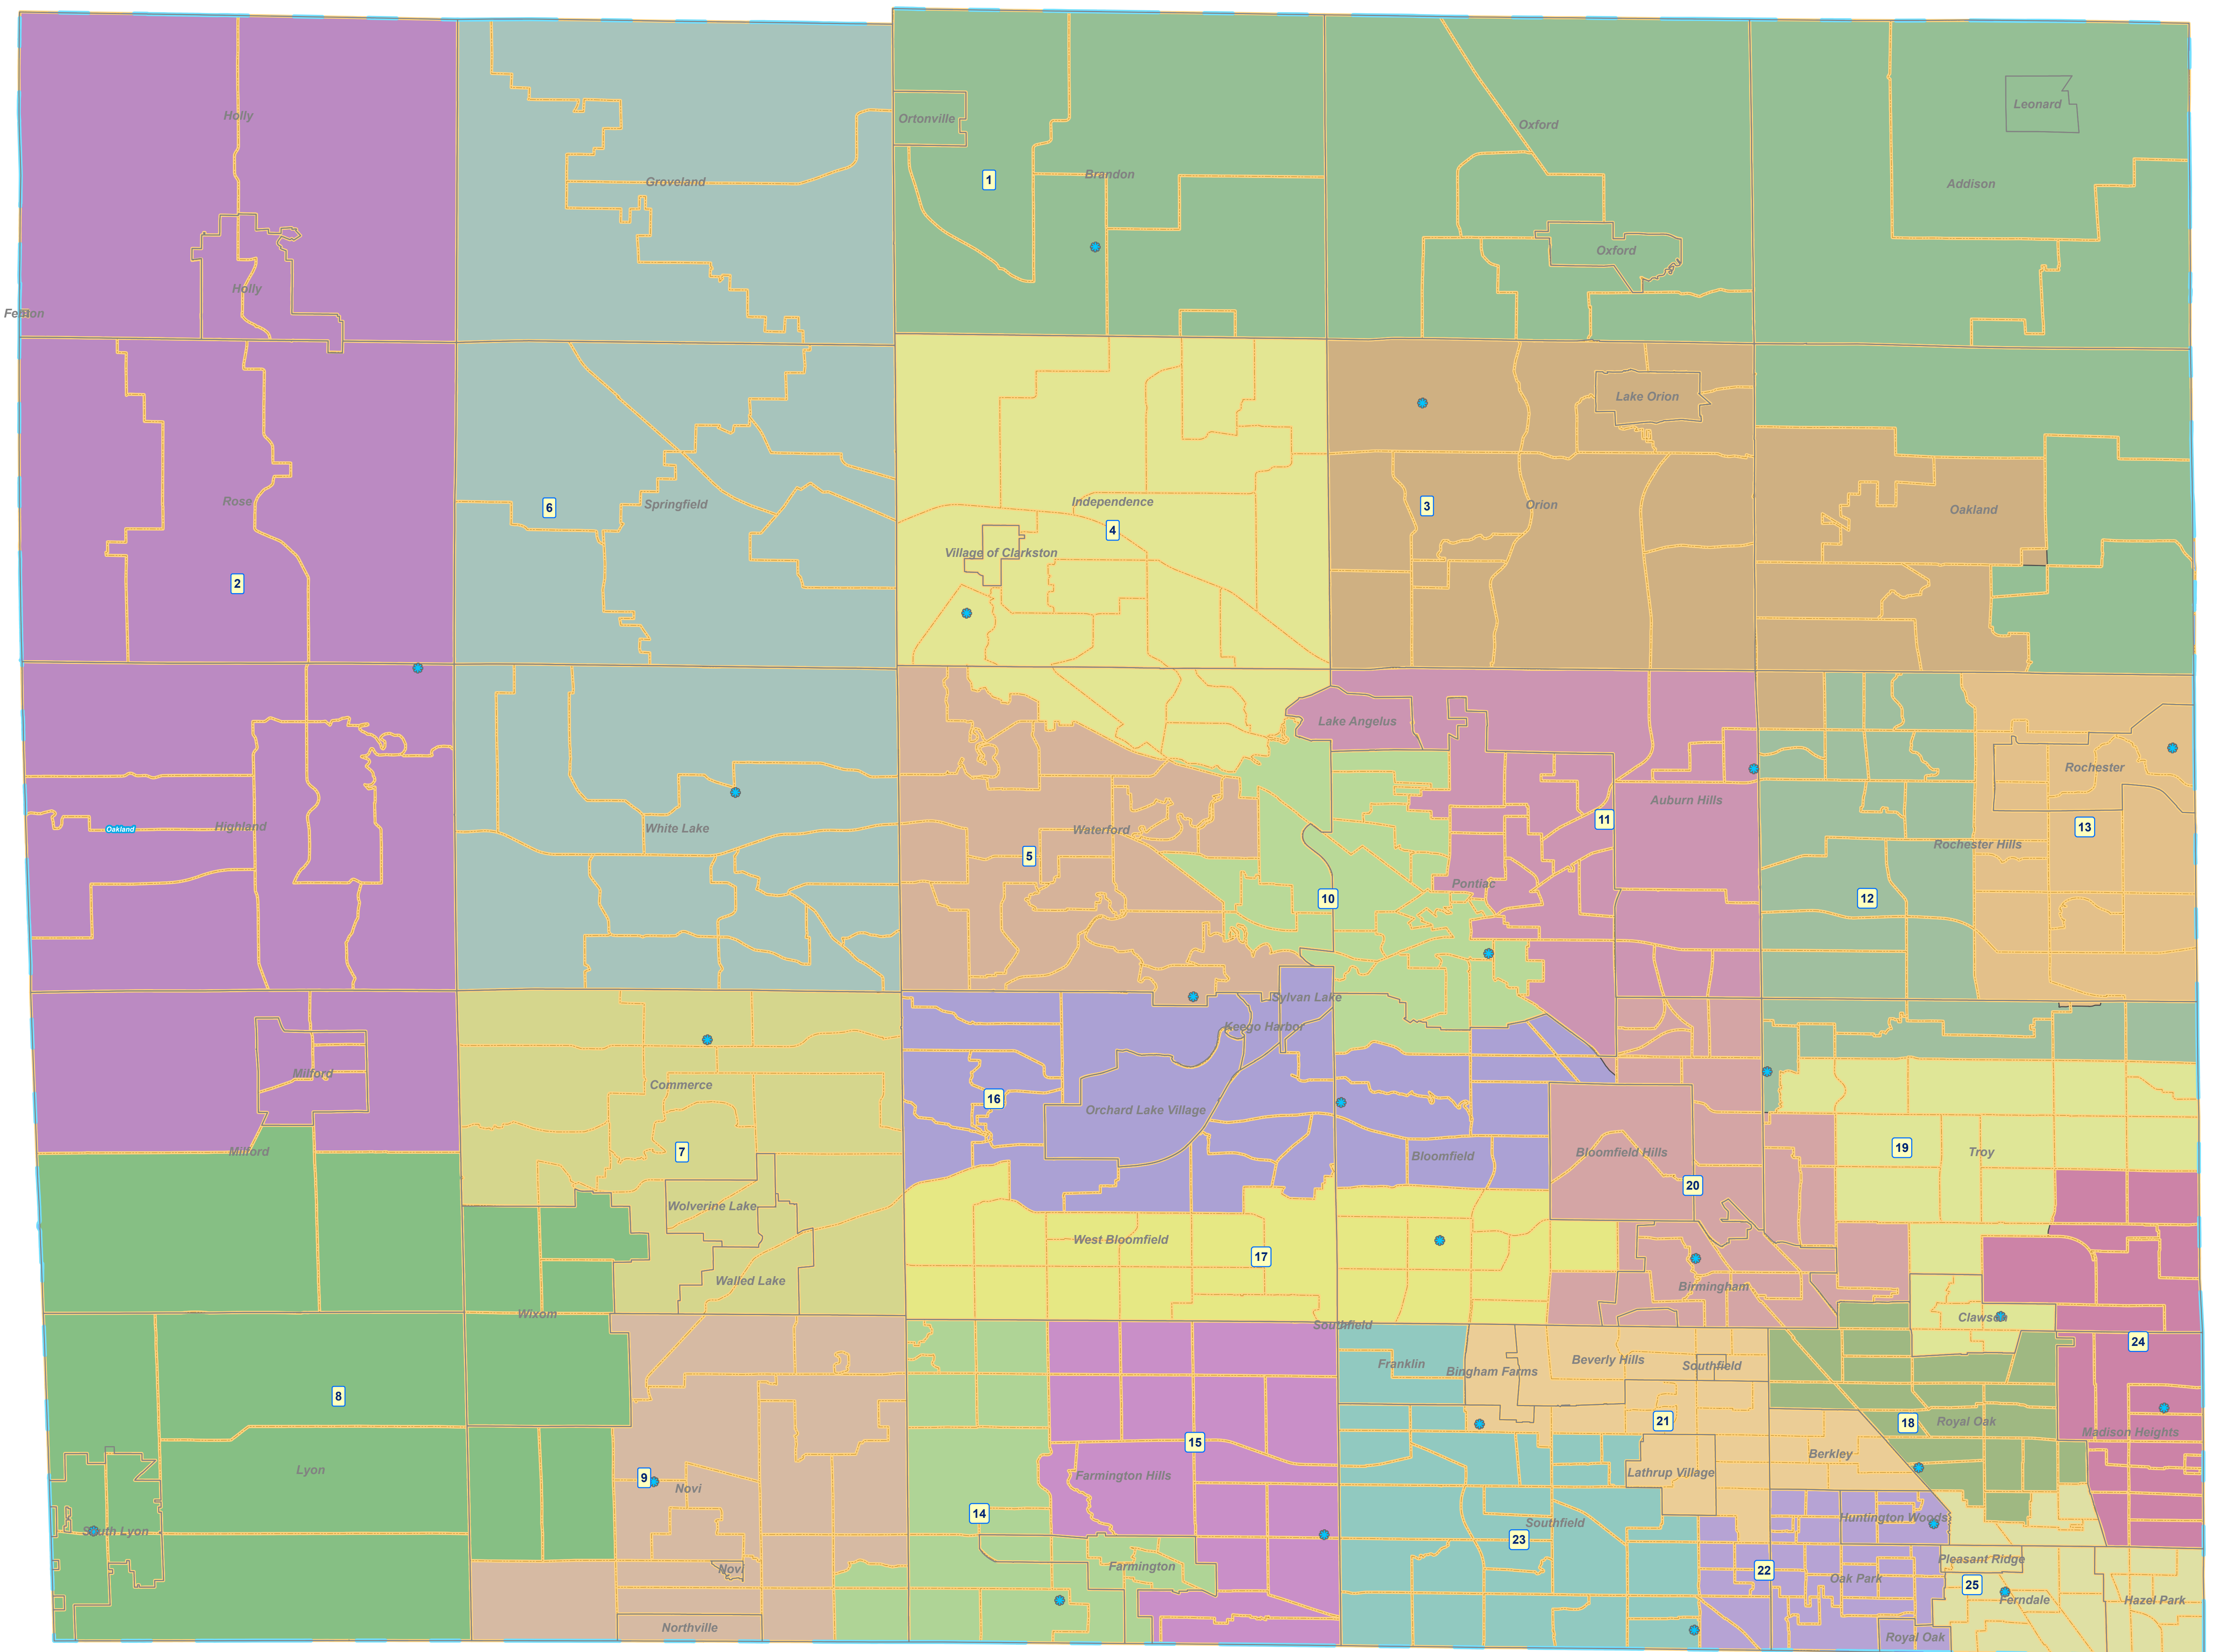 Holly
Ortonville
Oxford
Leonard
Groveland
1
Brandon
Addison
Holly
Oxford
Fenton
Lake Orion
Rose
6
Springfield
Independence
3
Orion
Oakland
4
Village of Clarkston
2
Lake Angelus
Rochester
Oakland
Highland
White Lake
Waterford
11
Auburn Hills
13
5
Rochester Hills
Pontiac
10
12
Sylvan Lake
Keego Harbor
Milford
Commerce
16
Orchard Lake Village
Milford
7
Bloomfield
Bloomfield Hills
19
Troy
20
Wolverine Lake
West Bloomfield
17
Walled Lake
Birmingham
Wixom
Southfield
Clawson
24
Franklin
Bingham Farms
Beverly Hills
Southfield
8
21
18
Royal Oak
Madison Heights
15
Berkley
Lyon
9
Novi
Farmington Hills
Lathrup Village
14
Southfield
Huntington Woods
South Lyon
23
Novi
Farmington
22
Oak Park
Pleasant Ridge
25
Ferndale
Hazel Park
Northville
Royal Oak